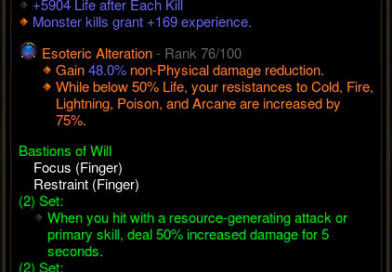 +5904 Life after Each Kill
Monster kills grant +169 experience.
Esoteric Alteration - Rank 76/100
Gain 48.0% non-Physical damage reduction.
While below 50% Life, your resistances to Cold, Fire,
Lightning, Poison, and Arcane are increased by
75%.
Bastions of Will
Focus (Finger)
Restraint (Finger)
(2) Set:
When you hit with a resource-generating attack or
primary skill, deal 50% increased damage for 5
seconds.
(2) Set: